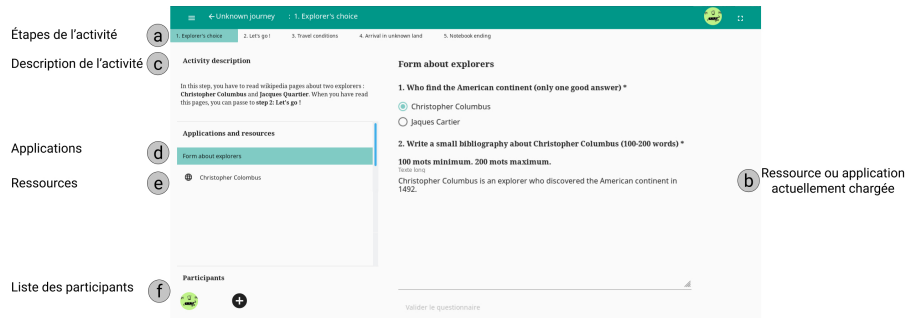 ← Unknown journey : 1. Explorer's choice
Étapes de l'activité
a
1. Explorer's choice 2. Let's go ! 3. Travel conditions 4. Arrival in unknown land 5. Notebook ending
Description de l'activité
c
Activity description
In this step, you have to read wikipedia pages about two explorers :
Christopher Columbus and Jacques Quartier. When you have read
this pages, you can passe to step 2: Let's go !
Applications and resources
Applications
d
Form about explorers
Ressources
e
Christopher Colombus
Participants
Liste des participants
f
Form about explorers
1. Who find the American continent (only one good answer) *
Christopher Columbus
Jaques Cartier
2. Write a small bibliography about Christopher Columbus (100-200 words) *
100 mots minimum. 200 mots maximum.
Texte long
Christopher Columbus is an explorer who discovered the American continent in
1492.
Valider le questionnaire
b
Ressource ou application
actuellement chargée